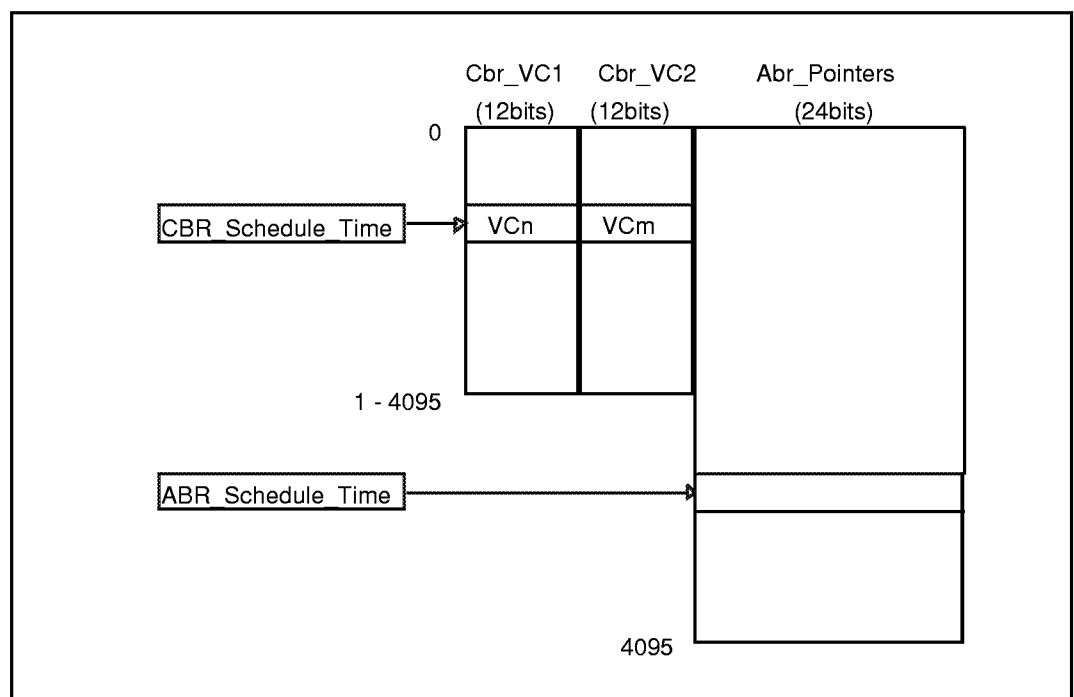 Cbr_VC1 Cbr_VC2 Abr_Pointers
(12bits) (12bits) (24bits)
0
CBR_Schedule_Time VCn VCm
1 - 4095
ABR_Schedule_Time
4095